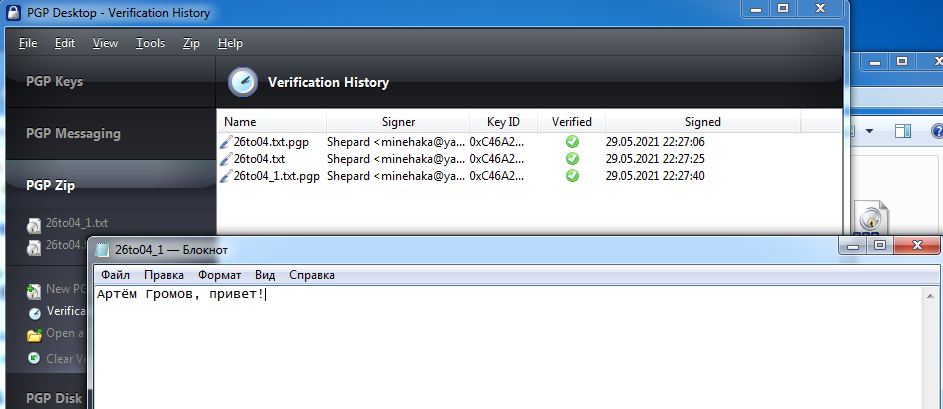 PGP Desktop - Verification History
File Edit View Tools Zip Help
PGP Keys
Verification History
Name Signer Key ID Verified Signed
PGP Messaging
26to04.txt.pgp Shepard <minehaka@ya... 0xC46A2... 29.05.2021 22:27:06
26to04.txt Shepard <minehaka@ya... 0xC46A2... 29.05.2021 22:27:25
26to04_1.txt.pgp Shepard <minehaka@ya... 0xC46A2... 29.05.2021 22:27:40
PGP Zip
26to04_1.txt
26to04.
26to04_1 — Блокнот
Файл Правка Формат Вид Справка
New PG
Артём Громов, привет!
Verifica
Open a
Clear Ve
PGP Disk